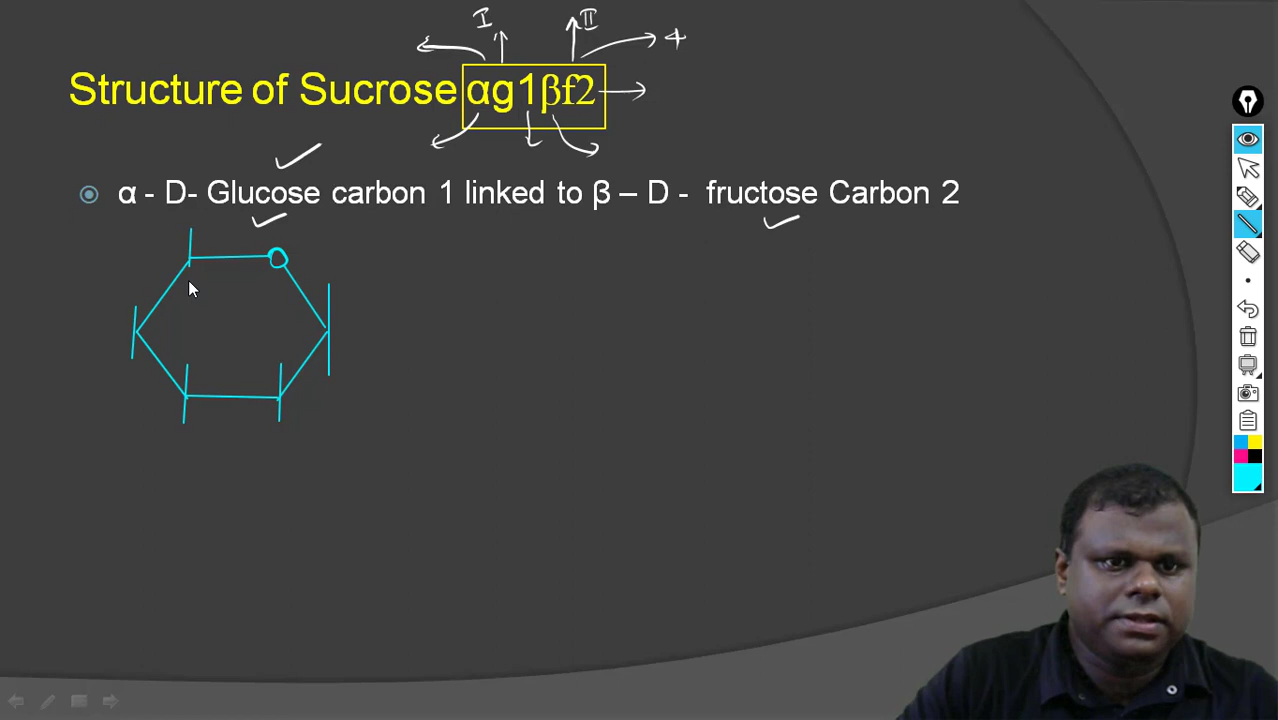 I II
+
Structure of Sucrose αg1βf2
α - D- Glucose carbon 1 linked to β – D - fructose Carbon 2